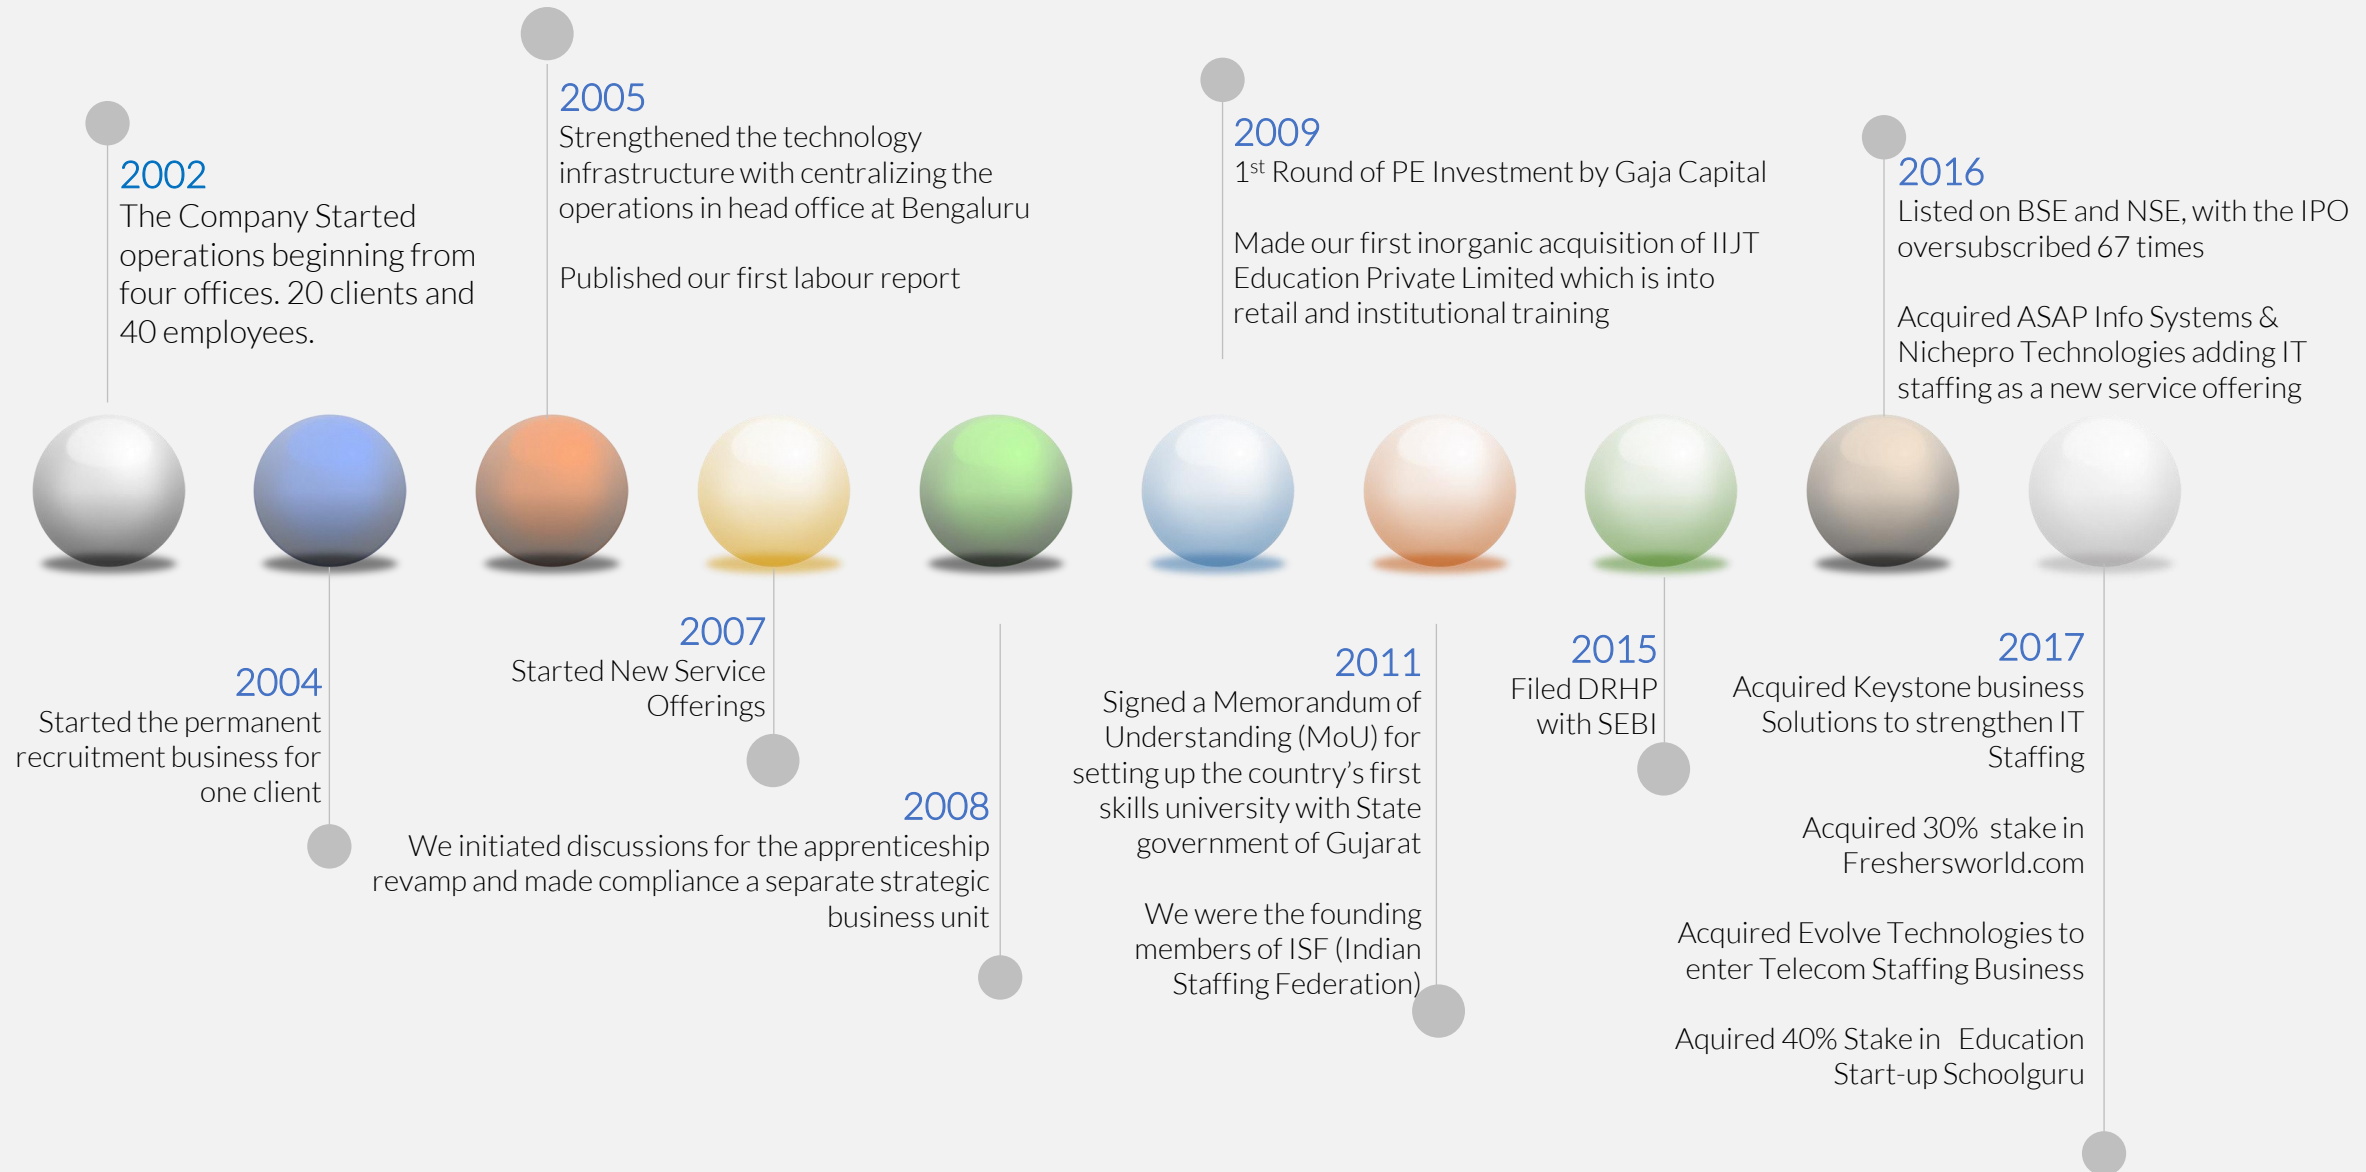 2002
The Company Started
operations beginning from
four offices. 20 clients and
40 employees.
2004
Started the permanent
recruitment business for
one client
2005
Strengthened the technology
infrastructure with centralizing the
operations in head office at Bengaluru
Published our first labour report
2007
Started New Service
Offerings
2008
We initiated discussions for the apprenticeship
revamp and made compliance a separate strategic
business unit
2009
1st Round of PE Investment by Gaja Capital
Made our first inorganic acquisition of IIJT
Education Private Limited which is into
retail and institutional training
2011
Signed a Memorandum of
Understanding (MoU) for
setting up the country’s first
skills university with State
government of Gujarat
We were the founding
members of ISF (Indian
Staffing Federation)
2015
Filed DRHP
with SEBI
2016
Listed on BSE and NSE, with the IPO
oversubscribed 67 times
Acquired ASAP Info Systems &
Nichepro Technologies adding IT
staffing as a new service offering
2017
Acquired Keystone business
Solutions to strengthen IT
Staffing
Acquired 30% stake in
Freshersworld.com
Acquired Evolve Technologies to
enter Telecom Staffing Business
Aquired 40% Stake in Education
Start-up Schoolguru